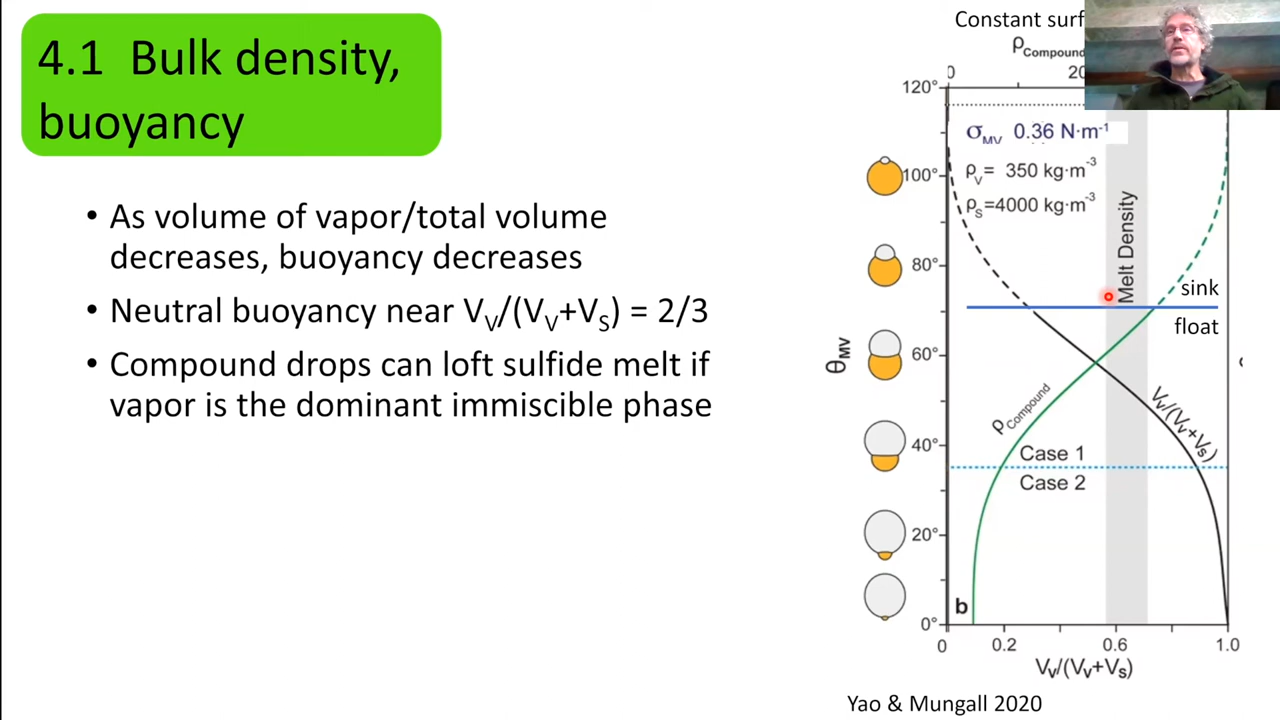 4.1 Bulk density,
buoyancy
• As volume of vapor/total volume
decreases, buoyancy decreases
• Neutral buoyancy near V_V/(V_V+V_S) = 2/3
• Compound drops can loft sulfide melt if
vapor is the dominant immiscible phase
Constant surf
ρCompound
0 20
120°
100°
80°
60°
40°
20°
0°
θMV
σMV 0.36 N·m⁻¹
ρV = 350 kg·m⁻³
ρS=4000 kg·m⁻³
Melt Density
sink
float
ρCompound
VV/(VV+VS)
Case 1
Case 2
b
0 0.2 0.6 1.0
VV/(VV+VS)
Yao & Mungall 2020